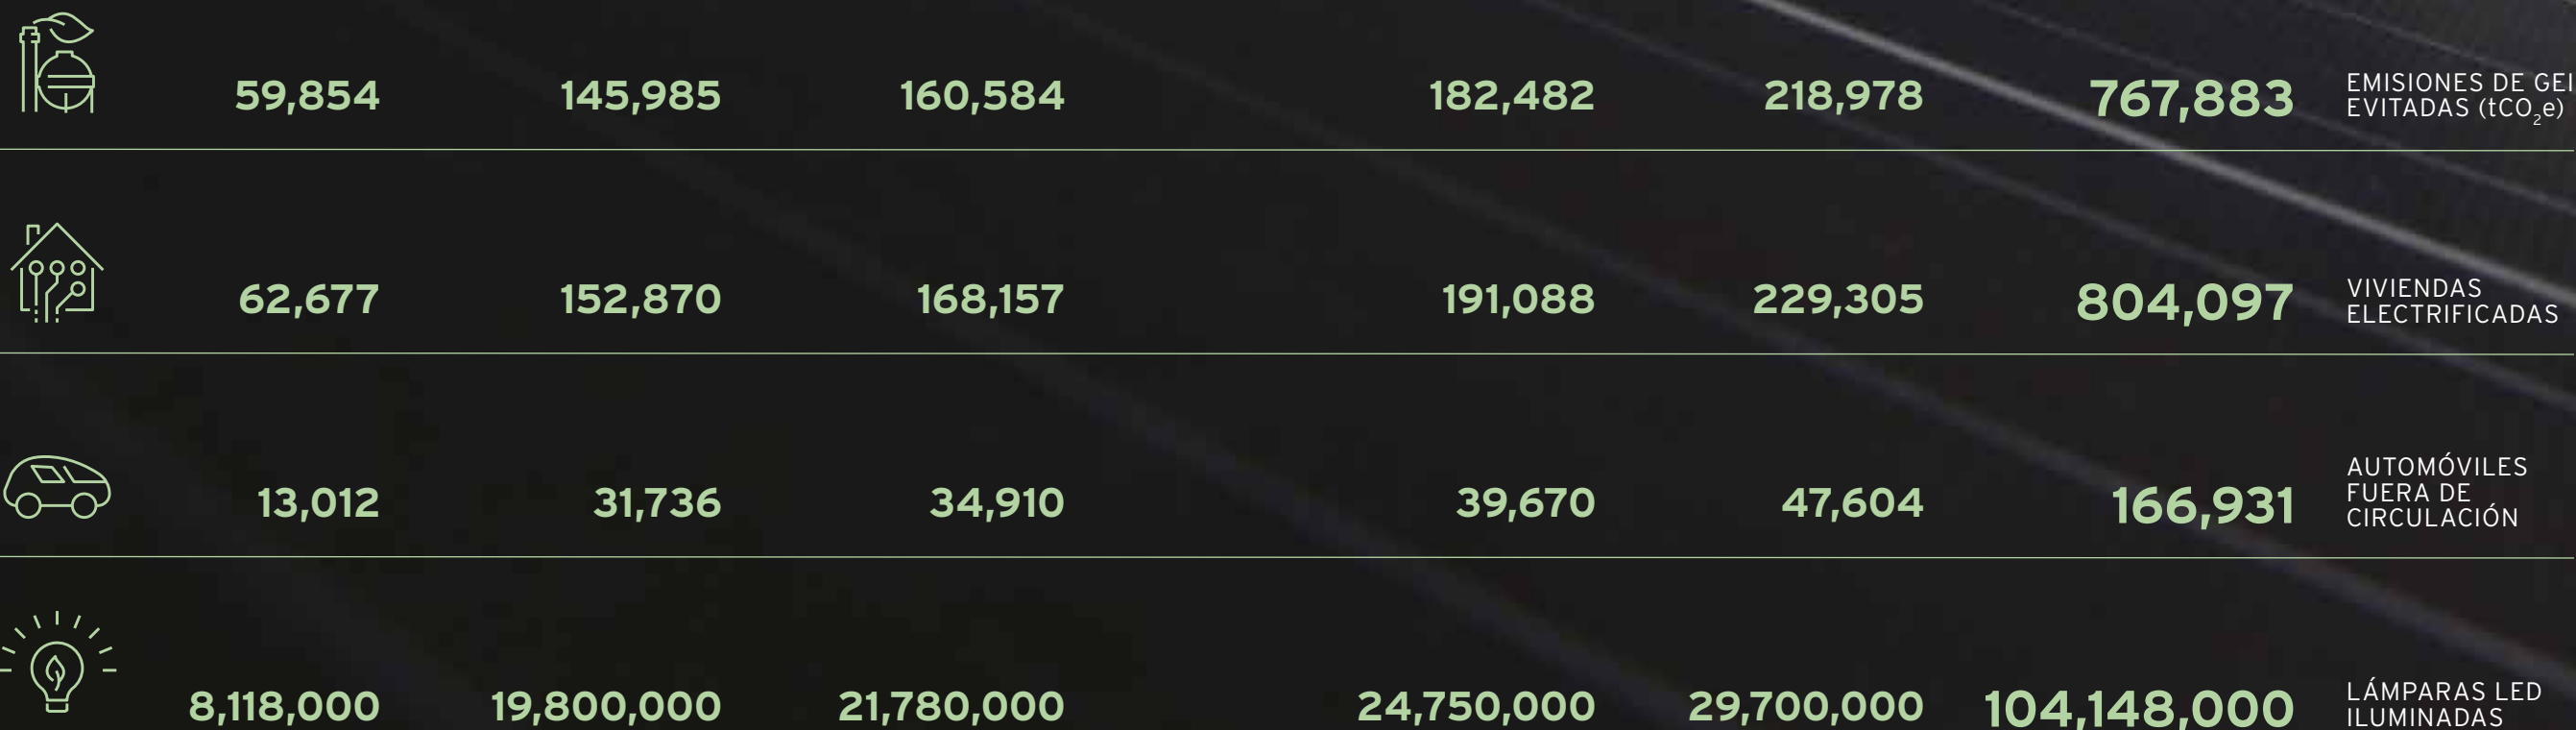 59,854 145,985 160,584 182,482 218,978 767,883 EMISIONES DE GEI
EVITADAS (tCO₂e)
62,677 152,870 168,157 191,088 229,305 804,097 VIVIENDAS
ELECTRIFICADAS
13,012 31,736 34,910 39,670 47,604 166,931 AUTOMÓVILES
FUERA DE
CIRCULACIÓN
8,118,000 19,800,000 21,780,000 24,750,000 29,700,000 104,148,000 LÁMPARAS LED
ILUMINADAS